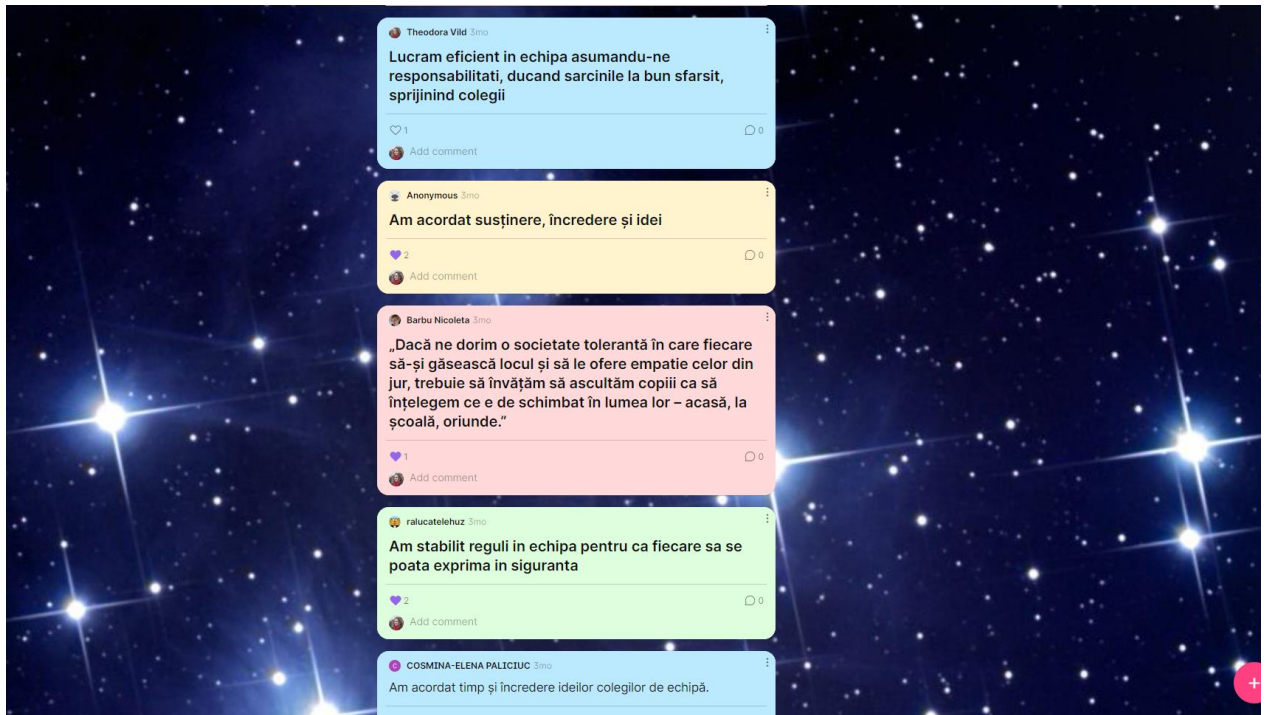 Theodora Vild 3mo
Lucram eficient in echipa asumandu-ne
responsabilitati, ducand sarcinile la bun sfarsit,
sprijinind colegii
1 0
Add comment
Anonymous 3mo
Am acordat susținere, încredere și idei
2 0
Add comment
Barbu Nicoleta 3mo
„Dacă ne dorim o societate tolerantă în care fiecare
să-și găsească locul și să le ofere empatie celor din
jur, trebuie să învățăm să ascultăm copiii ca să
înțelegem ce e de schimbat în lumea lor – acasă, la
școală, oriunde.”
1 0
Add comment
ralucatelehuz 3mo
Am stabilit reguli in echipa pentru ca fiecare sa se
poata exprima in siguranta
2 0
Add comment
C COSMINA-ELENA PALICIUC 3mo
Am acordat timp și încredere ideilor colegilor de echipă.